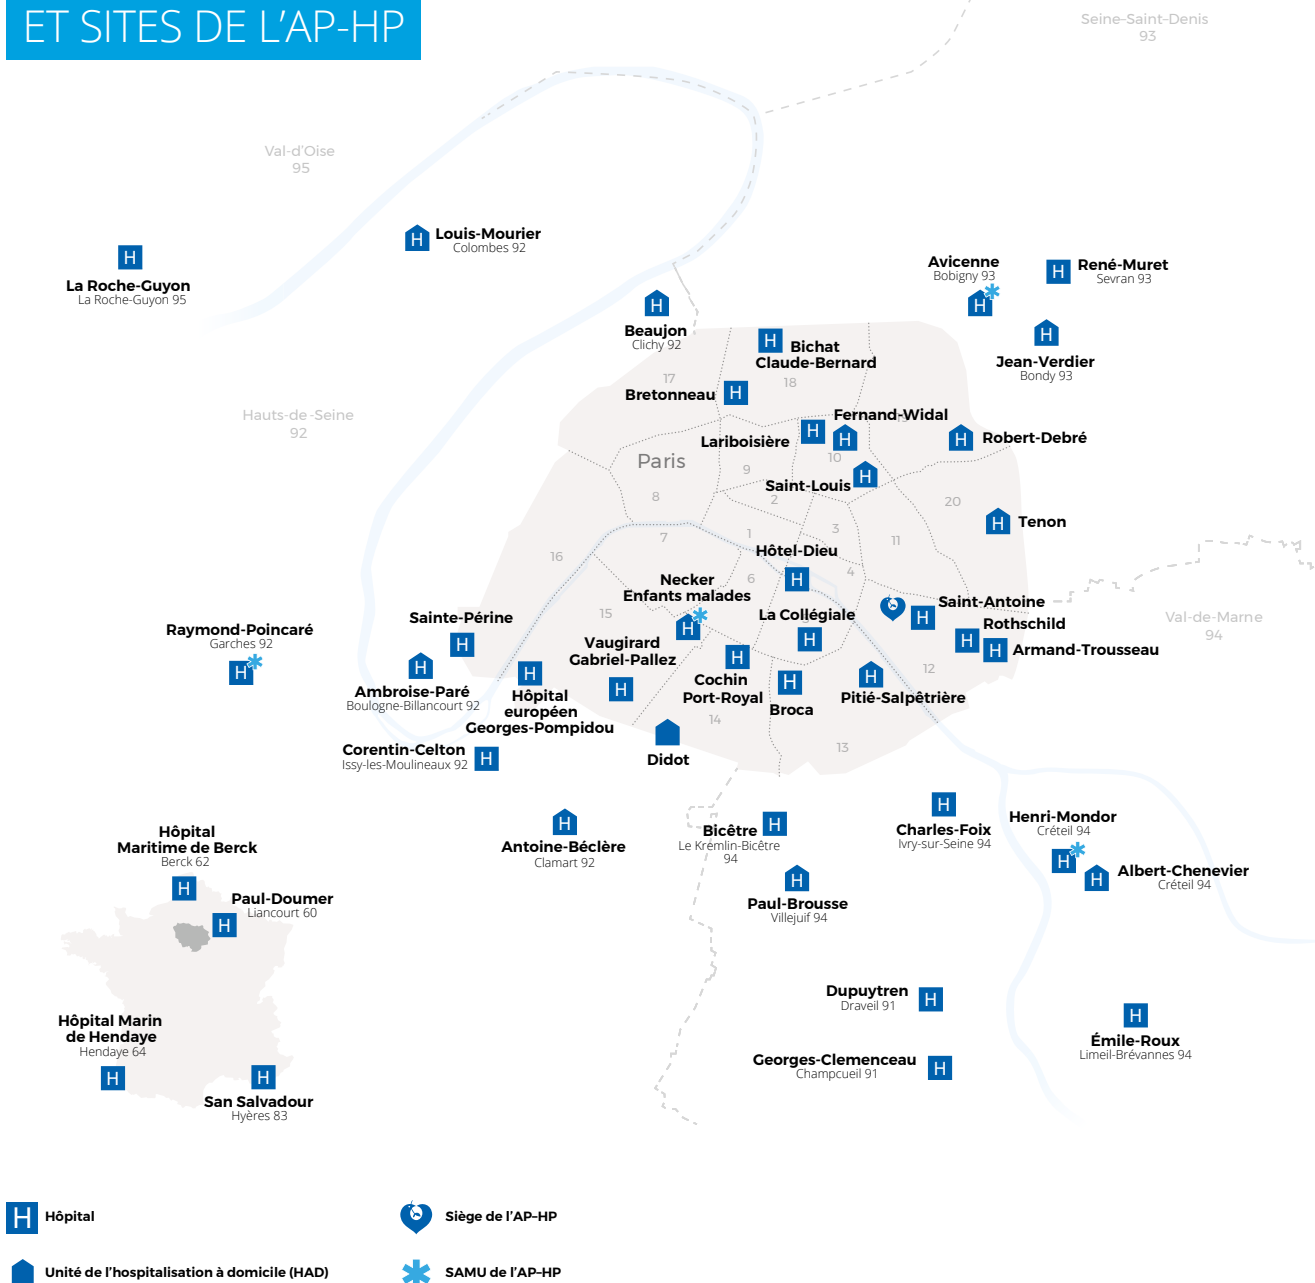 ET SITES DE L'AP-HP
Seine-Saint-Denis
93
Val-d'Oise
95
Louis-Mourier
Colombes 92
H
H
La Roche-Guyon
La Roche-Guyon 95
Avicenne
Bobigny 93
H
René-Muret
Sevran 93
H
H
Beaujon
Clichy 92
H
Bichat
Claude-Bernard
H
Jean-Verdier
Bondy 93
17
18
Bretonneau
H
Hauts-de-Seine
92
Fernand-Widal
19
Lariboisière
H
H
H
Robert-Debré
10
Paris
9
Saint-Louis
H
8
2
20
H
Tenon
3
7
1
11
Hôtel-Dieu
16
4
6
H
Necker
Enfants malades
H
15
La Collégiale
5
H
Saint-Antoine
H
Rothschild
H
H
Armand-Trousseau
12
Val-de-Marne
94
Sainte-Périne
H
Raymond-Poincaré
Garches 92
H
H
Ambroise-Paré
Boulogne-Billancourt 92
H
Hôpital
européen
Georges-Pompidou
Vaugirard
Gabriel-Pallez
H
H
Cochin
Port-Royal
H
Broca
H
Pitié-Salpêtrière
14
13
Didot
Corentin-Celton
Issy-les-Moulineaux 92
H
H
Antoine-Béclère
Clamart 92
Bicêtre
H
Le Kremlin-Bicêtre
94
H
Paul-Brousse
Villejuif 94
H
Charles-Foix
Ivry-sur-Seine 94
Henri-Mondor
Créteil 94
H
H
Albert-Chenevier
Créteil 94
Hôpital
Maritime de Berck
Berck 62
H
Paul-Doumer
Liancourt 60
H
Dupuytren
Draveil 91
H
H
Émile-Roux
Limeil-Brévannes 94
Hôpital Marin
de Hendaye
Hendaye 64
H
H
San Salvadour
Hyères 83
Georges-Clemenceau
Champcueil 91
H
H
Hôpital
Siège de l'AP-HP
Unité de l'hospitalisation à domicile (HAD)
SAMU de l'AP-HP